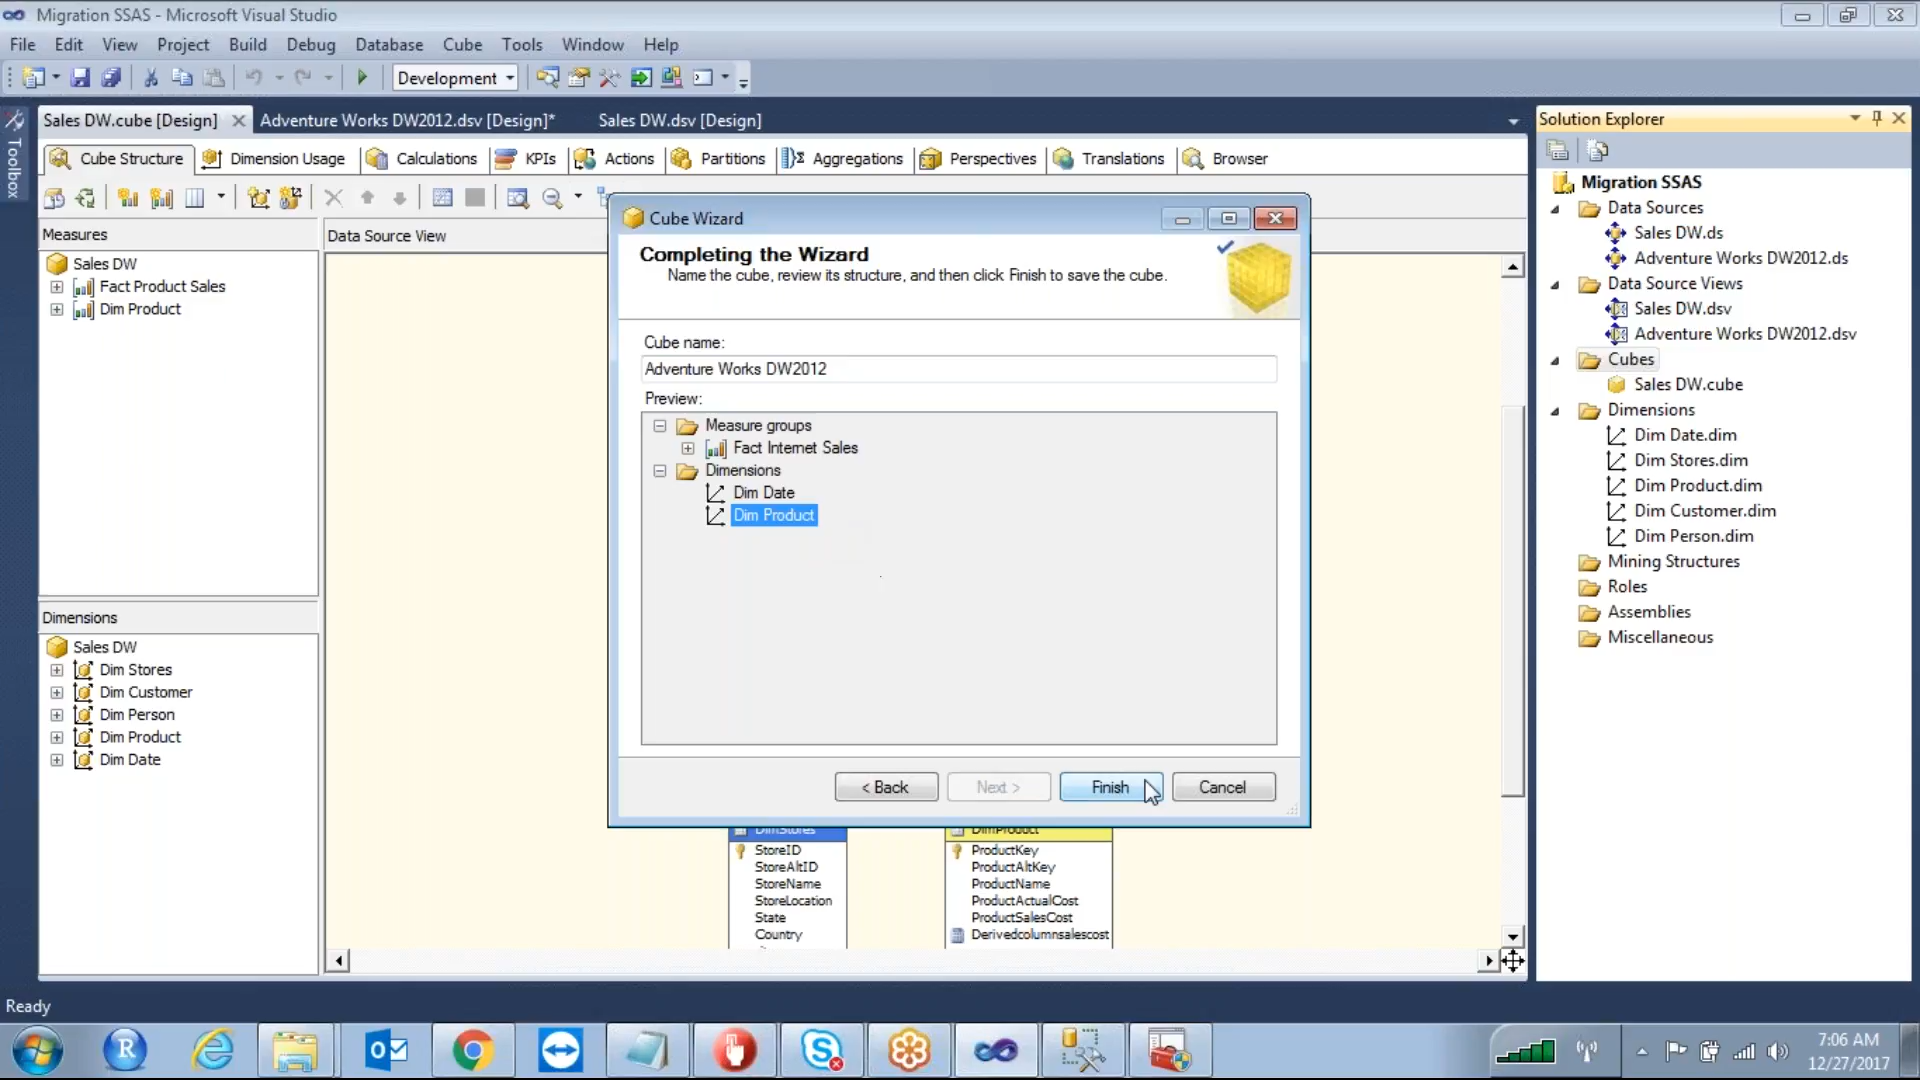 Migration SSAS - Microsoft Visual Studio
File Edit View Project Build Debug Database Cube Tools Window Help
Development
Toolbox
Sales DW.cube [Design] Adventure Works DW2012.dsv [Design]* Sales DW.dsv [Design]
Cube Structure Dimension Usage Calculations KPIs Actions Partitions Aggregations Perspectives Translations Browser
Measures
Sales DW
Fact Product Sales
Dim Product
Dimensions
Sales DW
Dim Stores
Dim Customer
Dim Person
Dim Product
Dim Date
Data Source View
Cube Wizard
Completing the Wizard
Name the cube, review its structure, and then click Finish to save the cube.
Cube name:
Adventure Works DW2012
Preview:
Measure groups
Fact Internet Sales
Dimensions
Dim Date
Dim Product
< Back Next > Finish Cancel
DimStores
StoreID
StoreAltID
StoreName
StoreLocation
State
Country
DimProduct
ProductKey
ProductAltKey
ProductName
ProductActualCost
ProductSalesCost
Derivedcolumnsalescost
Solution Explorer
Migration SSAS
Data Sources
Sales DW.ds
Adventure Works DW2012.ds
Data Source Views
Sales DW.dsv
Adventure Works DW2012.dsv
Cubes
Sales DW.cube
Dimensions
Dim Date.dim
Dim Stores.dim
Dim Product.dim
Dim Customer.dim
Dim Person.dim
Mining Structures
Roles
Assemblies
Miscellaneous
Ready
7:06 AM
12/27/2017